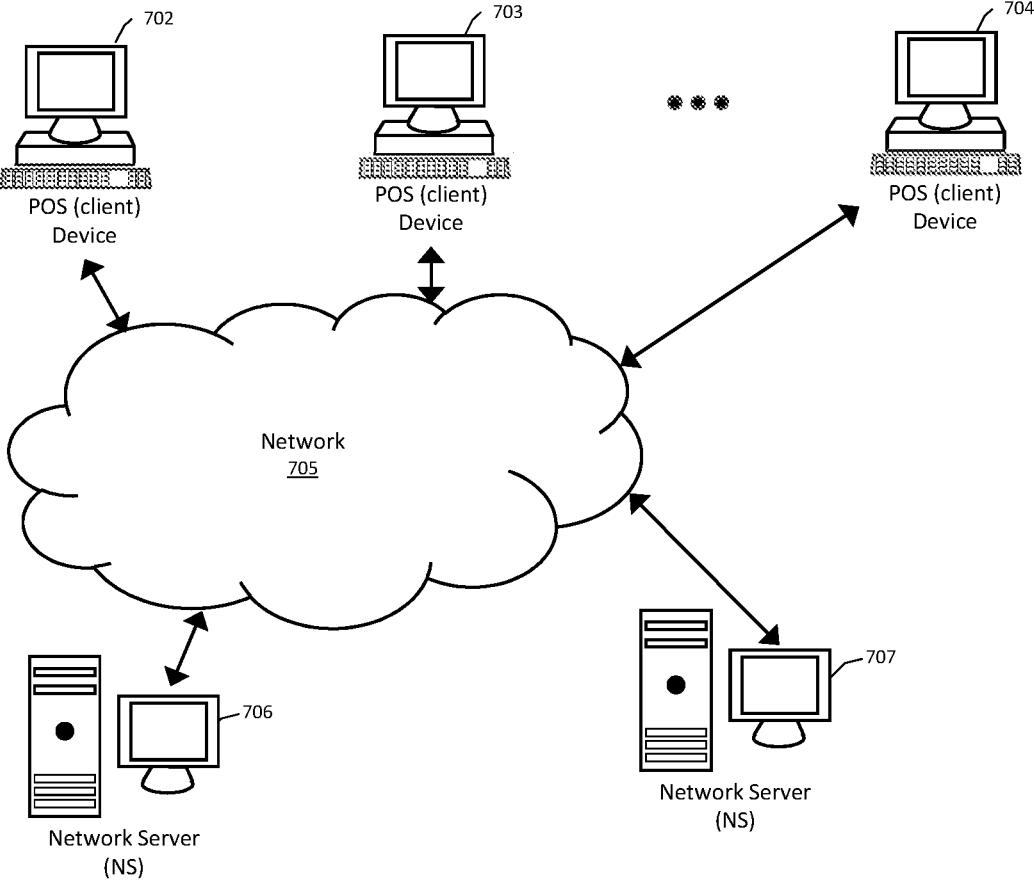 702
703
704
POS (client)
Device
POS (client)
Device
POS (client)
Device
Network
705
706
707
Network Server
(NS)
Network Server
(NS)